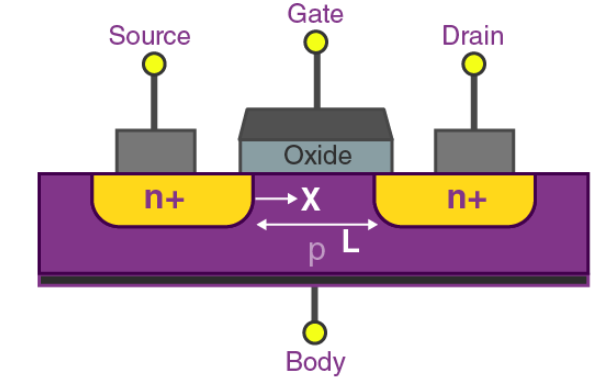 Gate
Source
Drain
Oxide
n+
X
n+
L
p
Body